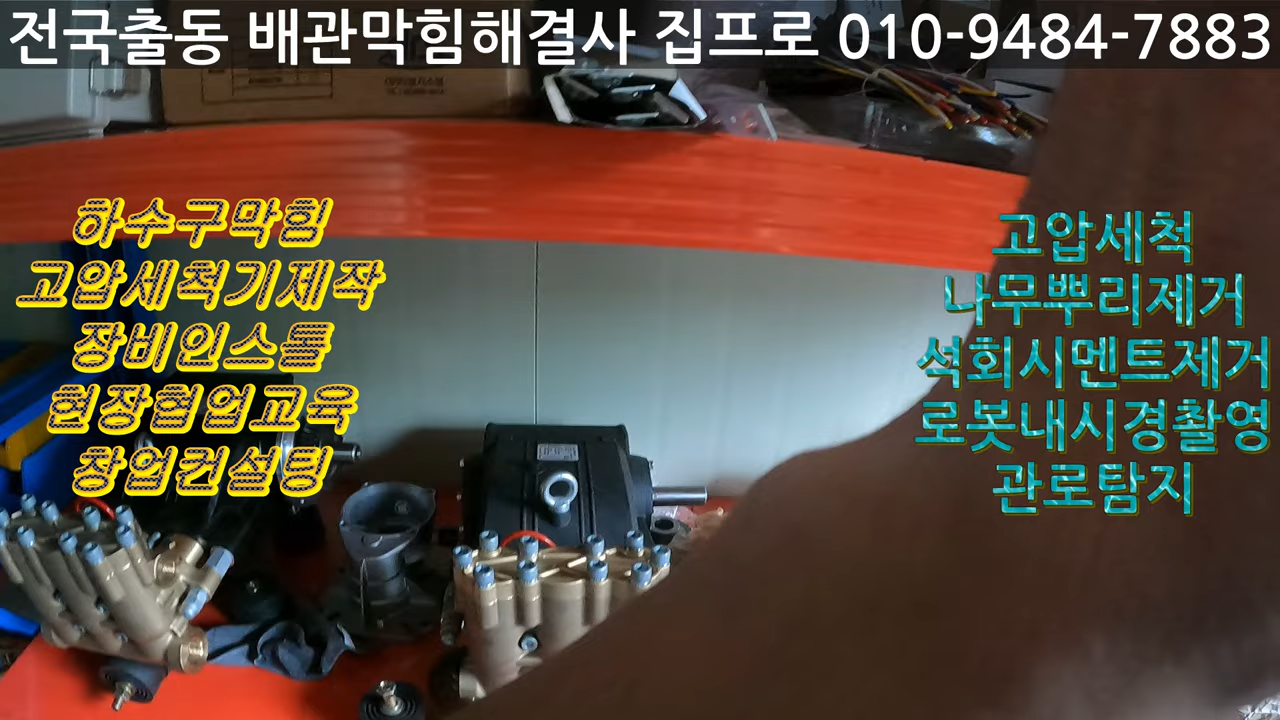 전국출동 배관막힘해결사 집프로 010-9484-7883
하수구막힘
고압세척기제작
장비인스톨
현장협업교육
창업컨설팅
고압세척
나무뿌리제거
석회시멘트제거
로봇내시경촬영
관로탐지